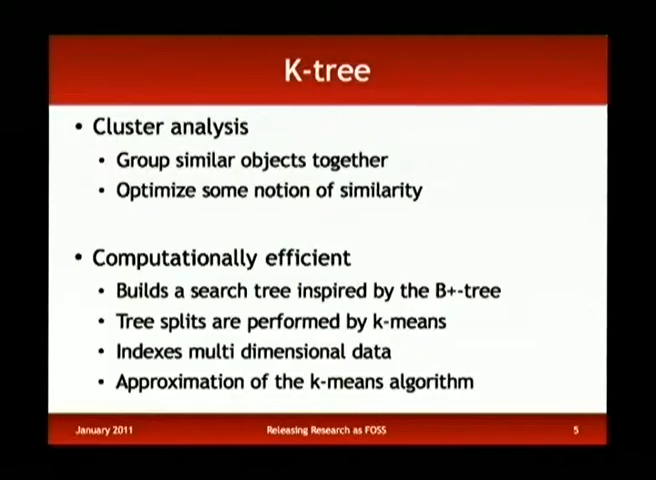 K-tree
• Cluster analysis
• Group similar objects together
• Optimize some notion of similarity
• Computationally efficient
• Builds a search tree inspired by the B+-tree
• Tree splits are performed by k-means
• Indexes multi dimensional data
• Approximation of the k-means algorithm
January 2011 Releasing Research as FOSS 5